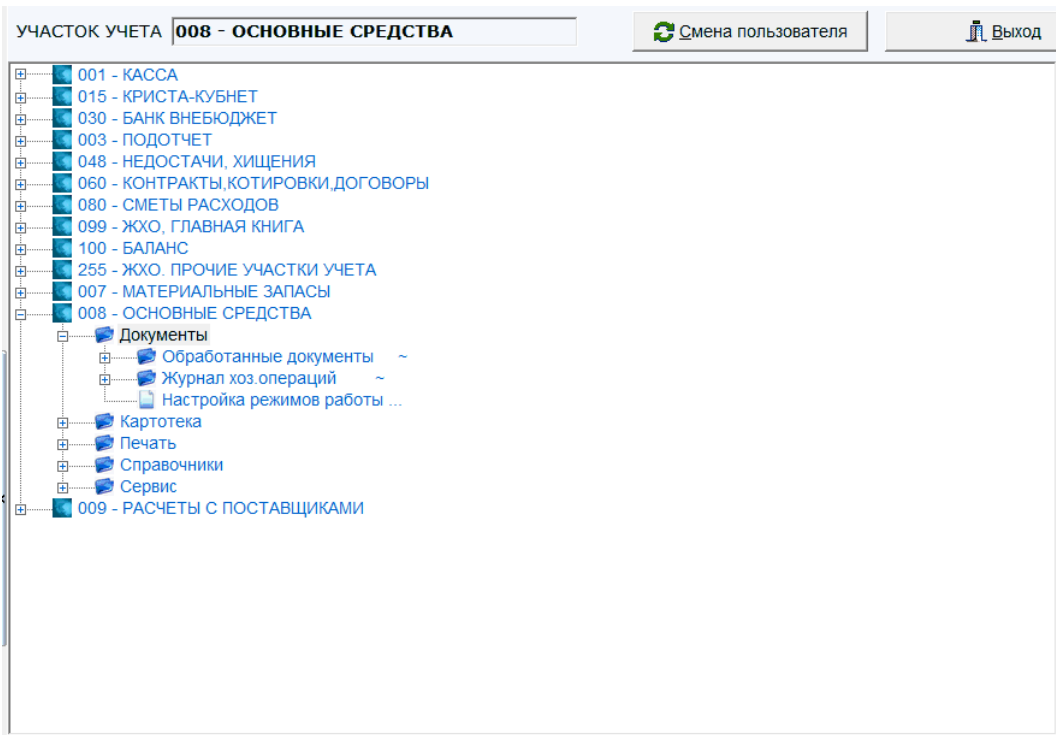 УЧАСТОК УЧЕТА 008 - ОСНОВНЫЕ СРЕДСТВА Смена пользователя Выход
001 - КАССА
015 - КРИСТА-КУБНЕТ
030 - БАНК ВНЕБЮДЖЕТ
003 - ПОДОТЧЕТ
048 - НЕДОСТАЧИ, ХИЩЕНИЯ
060 - КОНТРАКТЫ,КОТИРОВКИ,ДОГОВОРЫ
080 - СМЕТЫ РАСХОДОВ
099 - ЖХО, ГЛАВНАЯ КНИГА
100 - БАЛАНС
255 - ЖХО. ПРОЧИЕ УЧАСТКИ УЧЕТА
007 - МАТЕРИАЛЬНЫЕ ЗАПАСЫ
008 - ОСНОВНЫЕ СРЕДСТВА
Документы
Обработанные документы ~
Журнал хоз.операций ~
Настройка режимов работы ...
Картотека
Печать
Справочники
Сервис
009 - РАСЧЕТЫ С ПОСТАВЩИКАМИ